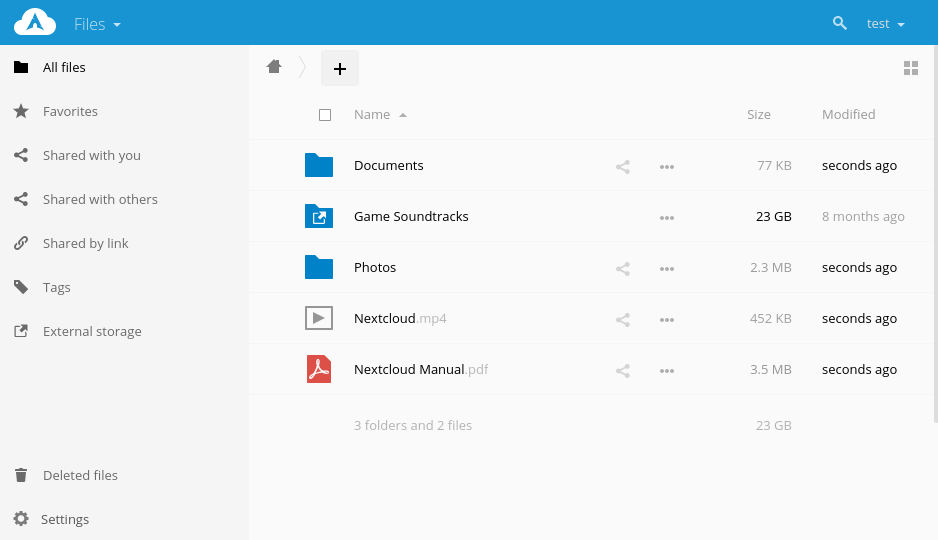 Files
test
All files
Favorites
Shared with you
Shared with others
Shared by link
Tags
External storage
Deleted files
Settings
Name Size Modified
Documents 77 KB seconds ago
Game Soundtracks 23 GB 8 months ago
Photos 2.3 MB seconds ago
Nextcloud.mp4 452 KB seconds ago
Nextcloud Manual.pdf 3.5 MB seconds ago
3 folders and 2 files 23 GB